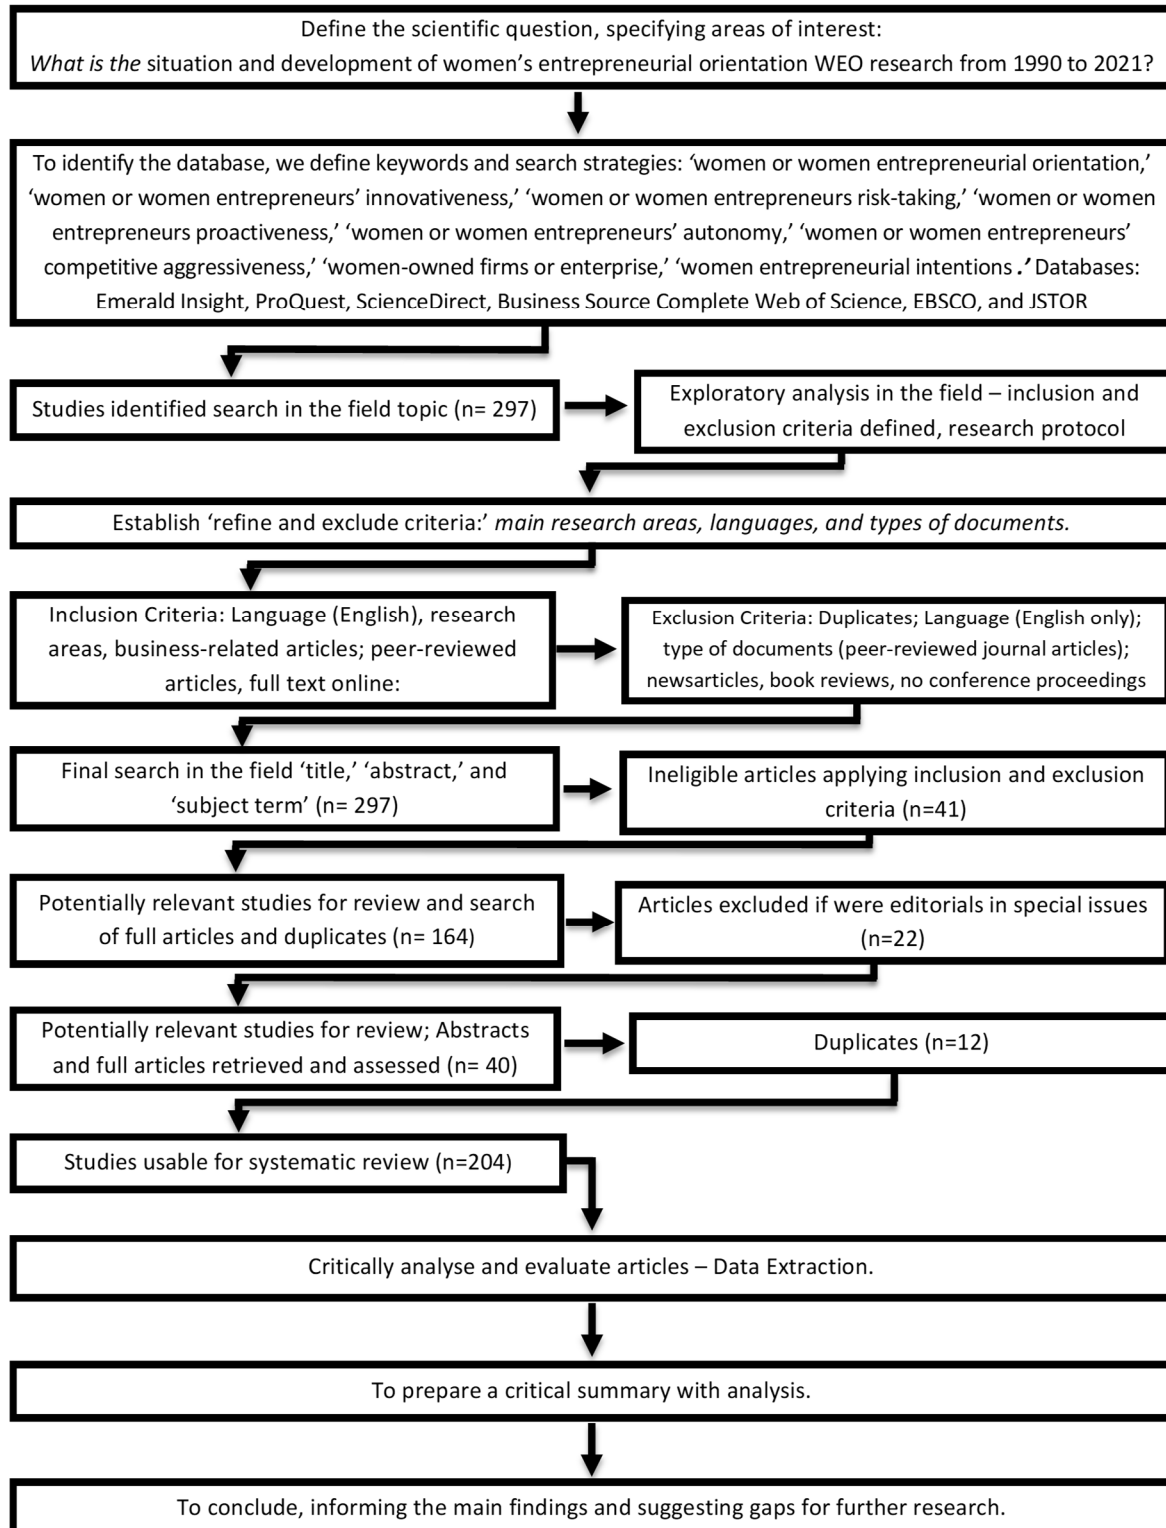 Define the scientific question, specifying areas of interest:
What is the situation and development of women's entrepreneurial orientation WEO research from 1990 to 2021?
To identify the database, we define keywords and search strategies: 'women or women entrepreneurial orientation,'
'women or women entrepreneurs' innovativeness,' 'women or women entrepreneurs risk-taking,' 'women or women
entrepreneurs proactiveness,' 'women or women entrepreneurs' autonomy,' 'women or women entrepreneurs'
competitive aggressiveness,' 'women-owned firms or enterprise,' 'women entrepreneurial intentions .' Databases:
Emerald Insight, ProQuest, ScienceDirect, Business Source Complete Web of Science, EBSCO, and JSTOR
Studies identified search in the field topic (n= 297)
Exploratory analysis in the field – inclusion and
exclusion criteria defined, research protocol
Establish 'refine and exclude criteria:' main research areas, languages, and types of documents.
Inclusion Criteria: Language (English), research
areas, business-related articles; peer-reviewed
articles, full text online:
Exclusion Criteria: Duplicates; Language (English only);
type of documents (peer-reviewed journal articles);
newsarticles, book reviews, no conference proceedings
Final search in the field 'title,' 'abstract,' and
'subject term' (n= 297)
Ineligible articles applying inclusion and exclusion
criteria (n=41)
Potentially relevant studies for review and search
of full articles and duplicates (n= 164)
Articles excluded if were editorials in special issues
(n=22)
Potentially relevant studies for review; Abstracts
and full articles retrieved and assessed (n= 40)
Duplicates (n=12)
Studies usable for systematic review (n=204)
Critically analyse and evaluate articles – Data Extraction.
To prepare a critical summary with analysis.
To conclude, informing the main findings and suggesting gaps for further research.